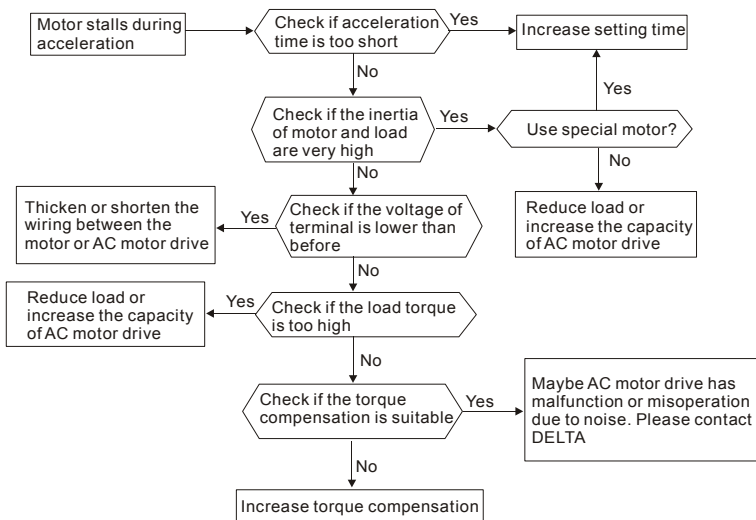 Motor stalls during
acceleration
Check if acceleration
time is too short
Yes
Increase setting time
No
Yes
Check if the inertia
of motor and load
are very high
Yes
Use special motor?
No
No
Thicken or shorten the
wiring between the
motor or AC motor drive
Yes
Check if the voltage of
terminal is lower than
before
Reduce load or
increase the capacity
of AC motor drive
No
Reduce load or
increase the capacity
of AC motor drive
Yes
Check if the load torque
is too high
No
Check if the torque
compensation is suitable
Yes
Maybe AC motor drive has
malfunction or misoperation
due to noise. Please contact
DELTA
No
Increase torque compensation